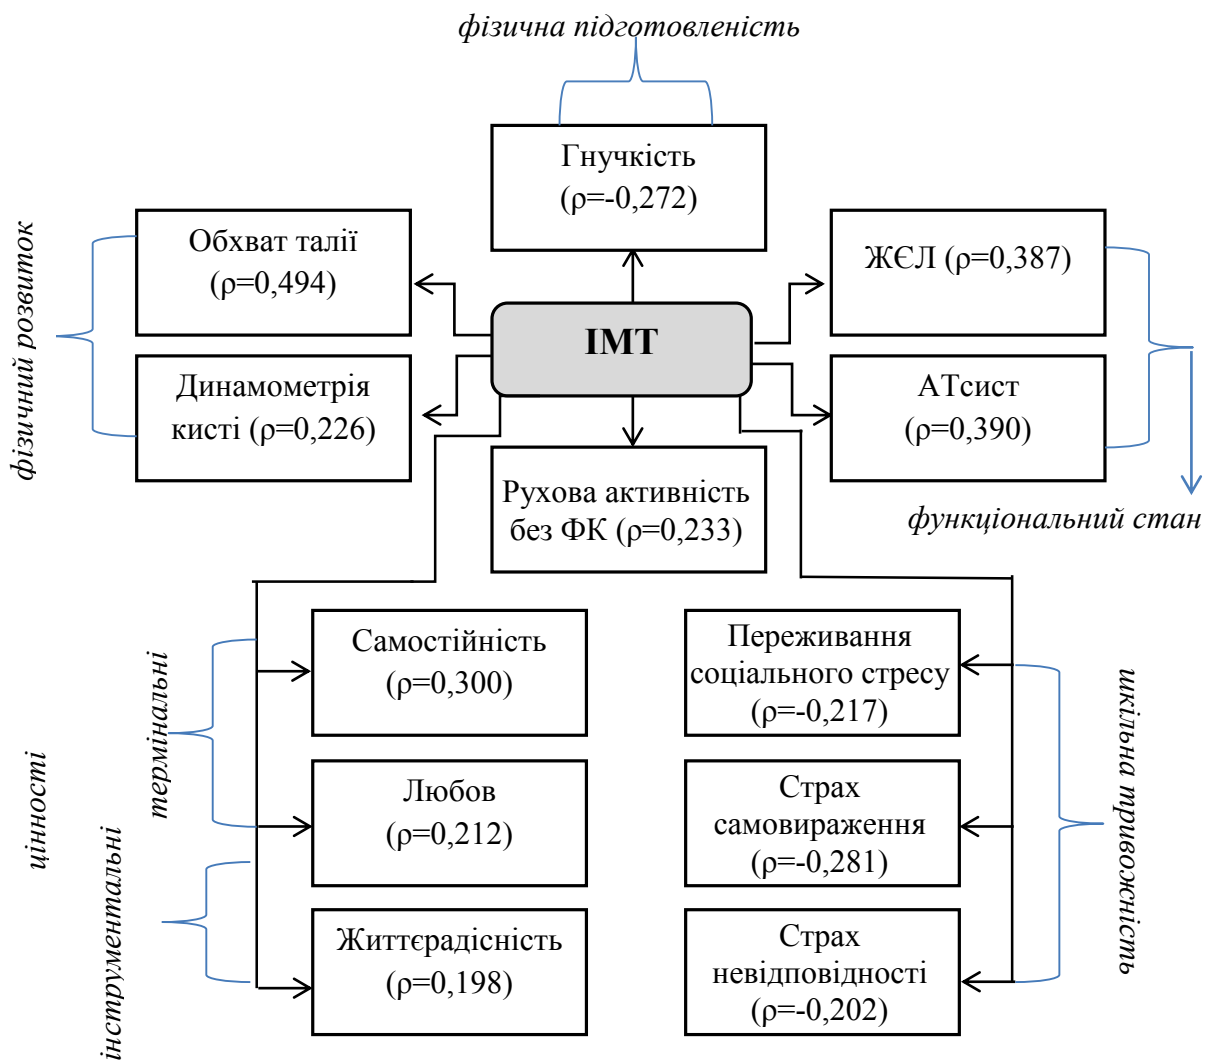 фізична підготовленість
Гнучкість
(ρ=-0,272)
фізичний розвиток
Обхват талії
(ρ=0,494)
ЖЄЛ (ρ=0,387)
ІМТ
Динамометрія
кисті (ρ=0,226)
АТсист
(ρ=0,390)
Рухова активність
без ФК (ρ=0,233)
функціональний стан
цінності
термінальні
Самостійність
(ρ=0,300)
Любов
(ρ=0,212)
інструментальні
Життєрадісність
(ρ=0,198)
Переживання
соціального стресу
(ρ=-0,217)
Страх
самовираження
(ρ=-0,281)
Страх
невідповідності
(ρ=-0,202)
шкільна тривожність